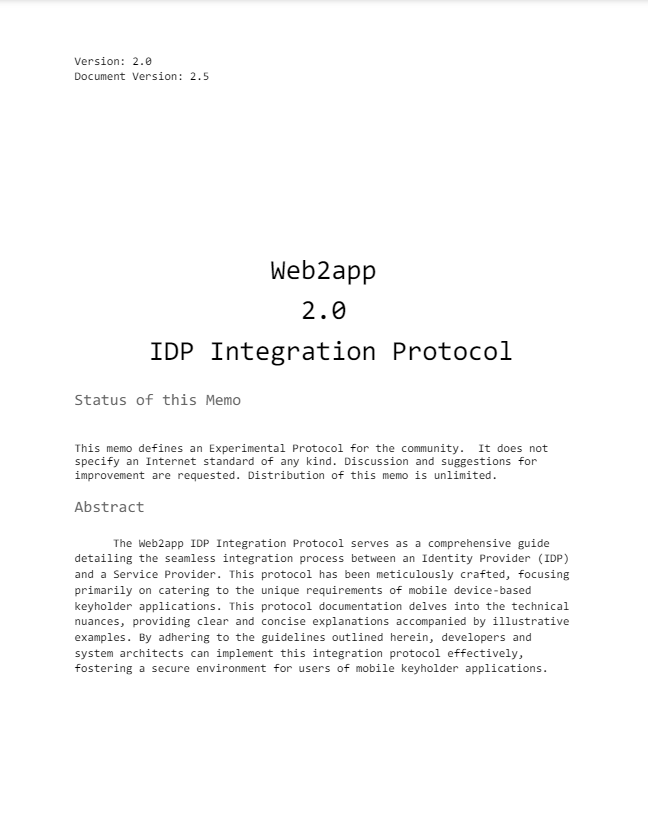 Version: 2.0
Document Version: 2.5
Web2app
2.0
IDP Integration Protocol
Status of this Memo
This memo defines an Experimental Protocol for the community.  It does not
specify an Internet standard of any kind. Discussion and suggestions for
improvement are requested. Distribution of this memo is unlimited.
Abstract
The Web2app IDP Integration Protocol serves as a comprehensive guide
detailing the seamless integration process between an Identity Provider (IDP)
and a Service Provider. This protocol has been meticulously crafted, focusing
primarily on catering to the unique requirements of mobile device-based
keyholder applications. This protocol documentation delves into the technical
nuances, providing clear and concise explanations accompanied by illustrative
examples. By adhering to the guidelines outlined herein, developers and
system architects can implement this integration protocol effectively,
fostering a secure environment for users of mobile keyholder applications.